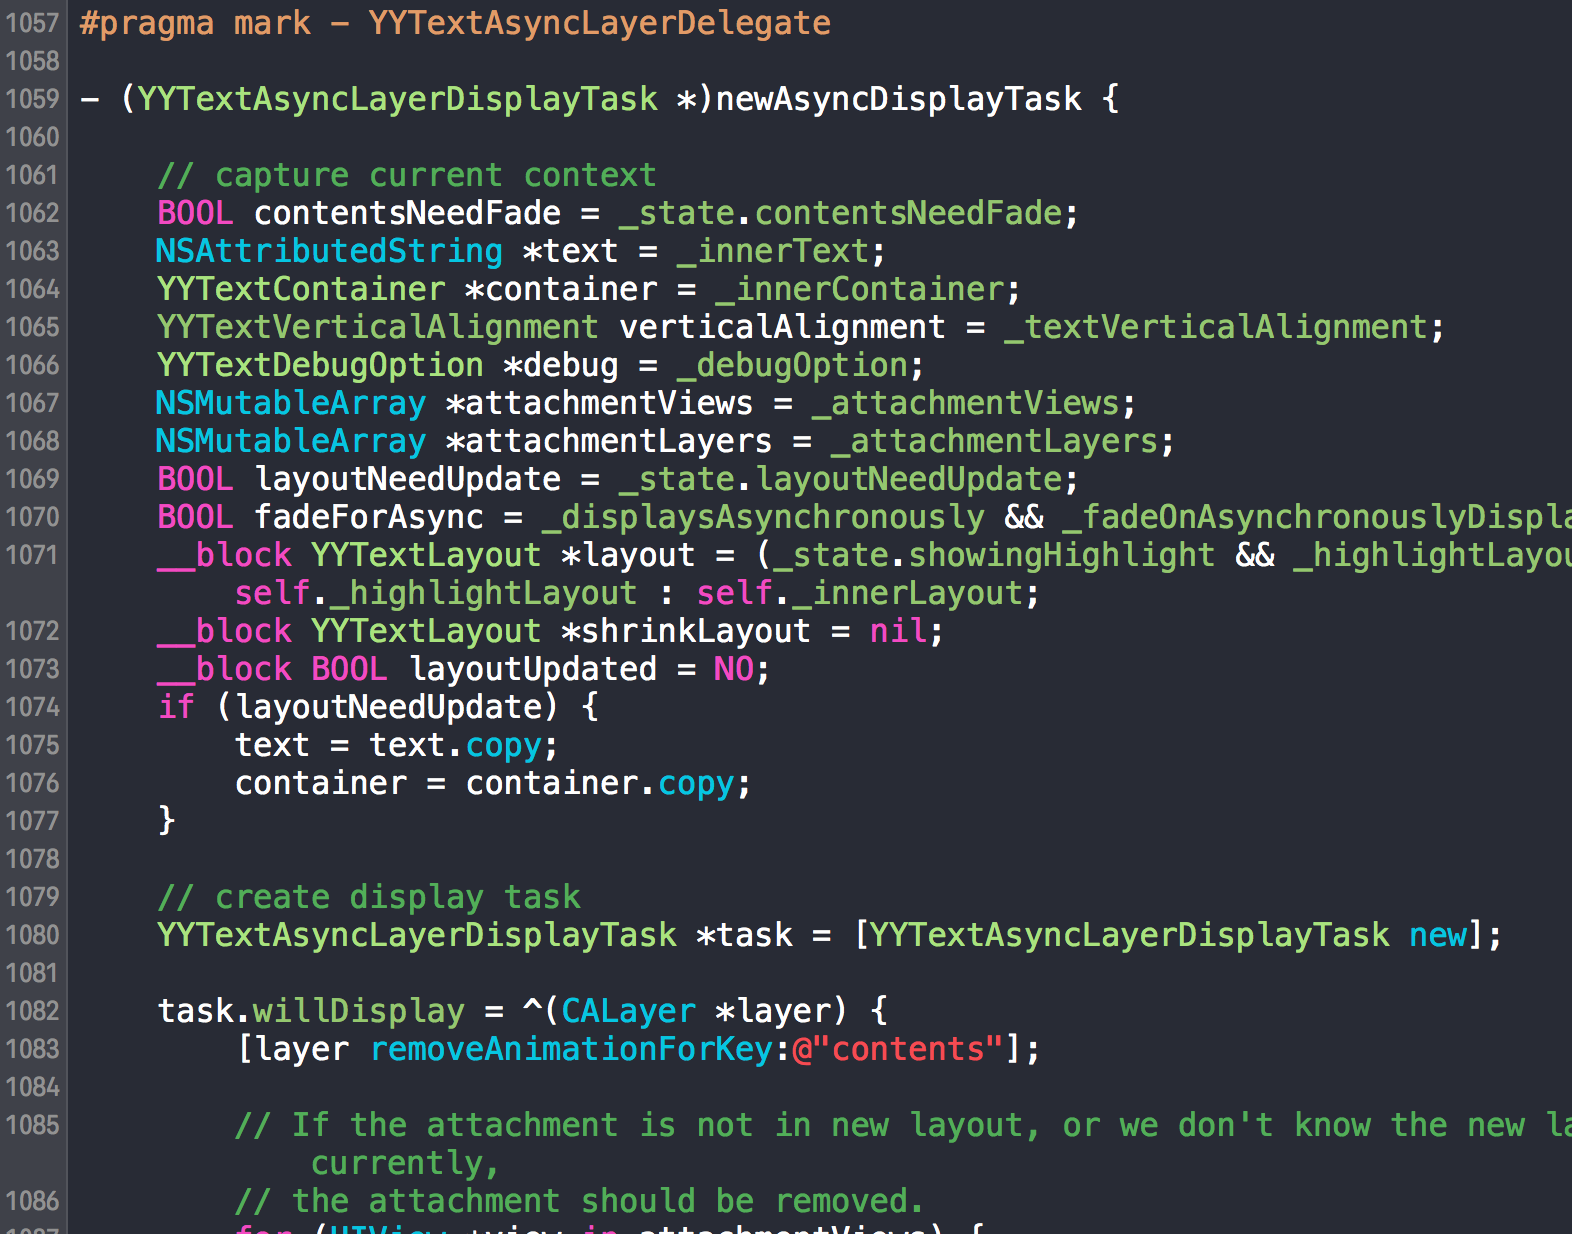 1057 #pragma mark - YYTextAsyncLayerDelegate
1058
1059 - (YYTextAsyncLayerDisplayTask *)newAsyncDisplayTask {
1060
1061 // capture current context
1062 BOOL contentsNeedFade = _state.contentsNeedFade;
1063 NSAttributedString *text = _innerText;
1064 YYTextContainer *container = _innerContainer;
1065 YYTextVerticalAlignment verticalAlignment = _textVerticalAlignment;
1066 YYTextDebugOption *debug = _debugOption;
1067 NSMutableArray *attachmentViews = _attachmentViews;
1068 NSMutableArray *attachmentLayers = _attachmentLayers;
1069 BOOL layoutNeedUpdate = _state.layoutNeedUpdate;
1070 BOOL fadeForAsync = _displaysAsynchronously && _fadeOnAsynchronouslyDispla
1071 __block YYTextLayout *layout = (_state.showingHighlight && _highlightLayou
self._highlightLayout : self._innerLayout;
1072 __block YYTextLayout *shrinkLayout = nil;
1073 __block BOOL layoutUpdated = NO;
1074 if (layoutNeedUpdate) {
1075 text = text.copy;
1076 container = container.copy;
1077 }
1078
1079 // create display task
1080 YYTextAsyncLayerDisplayTask *task = [YYTextAsyncLayerDisplayTask new];
1081
1082 task.willDisplay = ^(CALayer *layer) {
1083 [layer removeAnimationForKey:@"contents"];
1084
1085 // If the attachment is not in new layout, or we don't know the new la
currently,
1086 // the attachment should be removed.
1087 for (UIView *view in attachmentViews) {